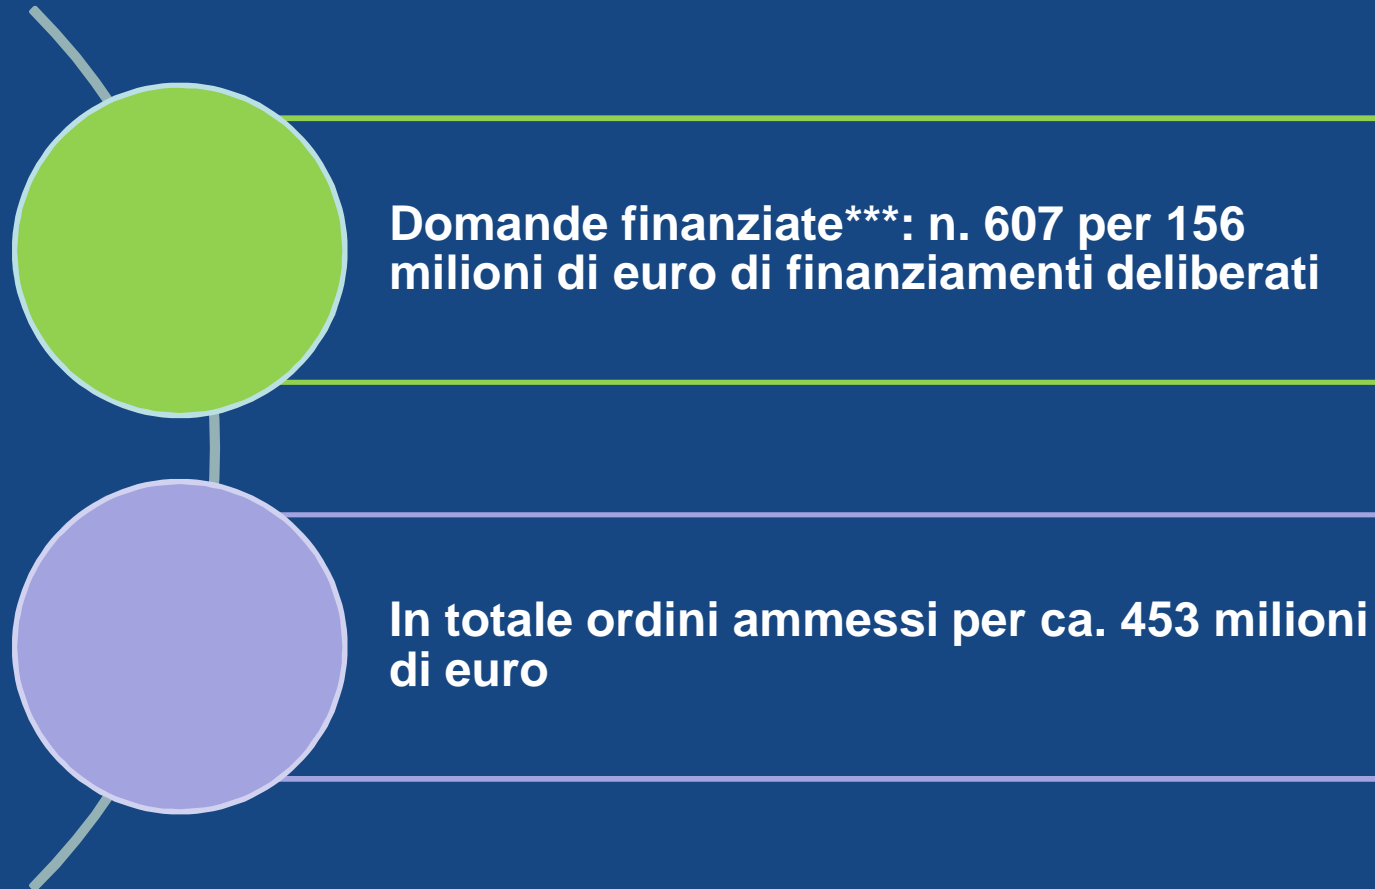 Domande finanziate***: n. 607 per 156
milioni di euro di finanziamenti deliberati
In totale ordini ammessi per ca. 453 milioni
di euro